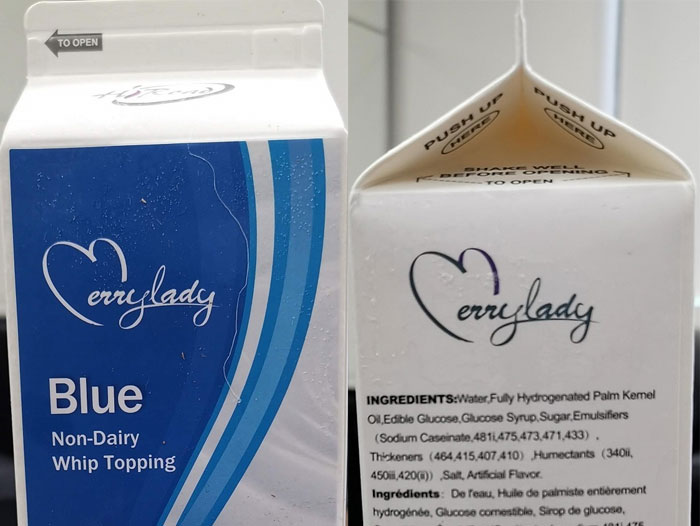 TO OPEN
Merrylady
Blue
Non-Dairy
Whip Topping
PUSH UP
HERE
PUSH UP
HERE
SHAKE WELL
BEFORE OPENING
TO OPEN
Merrylady
INGREDIENTS:Water,Fully Hydrogenated Palm Kernel
Oil,Edible Glucose,Glucose Syrup,Sugar,Emulsifiers
(Sodium Caseinate,481i,475,473,471,433),
Thickeners (464,415,407,410),Humectants (340ii,
450iii,420(ii)),Salt, Artificial Flavor.
Ingrédients: De l'eau, Huile de palmiste entièrement
hydrogénée, Glucose comestible, Sirop de glucose,